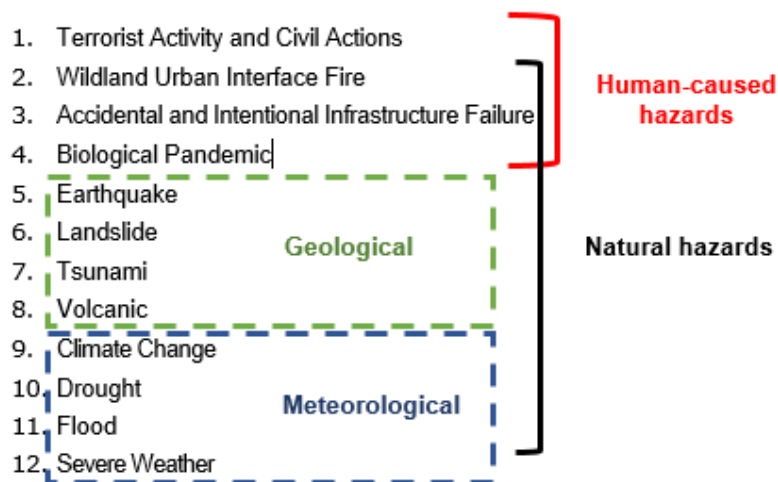 1. Terrorist Activity and Civil Actions
2. Wildland Urban Interface Fire
3. Accidental and Intentional Infrastructure Failure
4. Biological Pandemic
5. Earthquake
6. Landslide
7. Tsunami
8. Volcanic
9. Climate Change
10. Drought
11. Flood
12. Severe Weather
Human-caused
hazards
Geological
Natural hazards
Meteorological